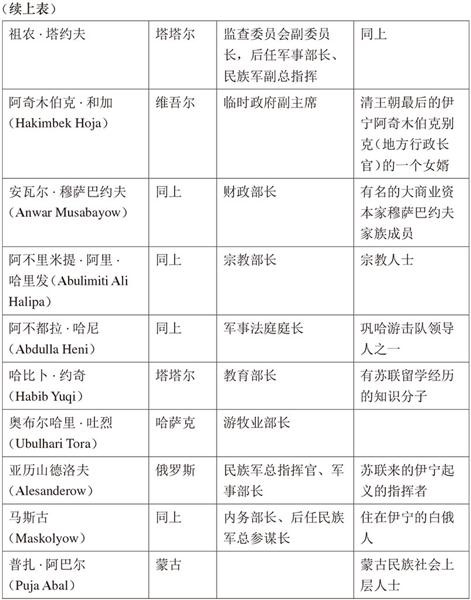 （续上表）
祖农·塔约夫 塔塔尔 监查委员会副委员 同上
长，后任军事部长、
民族军副总指挥
阿奇木伯克·和加 维吾尔 临时政府副主席 清王朝最后的伊
(Hakimbek Hoja) 宁阿奇木伯克别
克(地方行政长
官)的一个女婿
安瓦尔·穆萨巴约夫 同上 财政部长 有名的大商业资
(Anwar Musabayow) 本家穆萨巴约夫
家族成员
阿不里米提·阿里· 同上 宗教部长 宗教人士
哈里发(Abulimiti Ali
Halipa)
阿不都拉·哈尼 同上 军事法庭庭长 巩哈游击队领导
(Abdulla Heni) 人之一
哈比卜·约奇 塔塔尔 教育部长 有苏联留学经历
(Habib Yuqi) 的知识分子
奥布尔哈里·吐烈 哈萨克 游牧业部长
(Ubulhari Tora)
亚历山德洛夫 俄罗斯 民族军总指挥官、军 苏联来的伊宁起
(Alesanderow) 事部长 义的指挥者
马斯古 同上 内务部长、后任民族 住在伊宁的白俄
(Maskolyow) 军总参谋长 人
普扎·阿巴尔 蒙古 蒙古民族社会上
(Puja Abal) 层人士